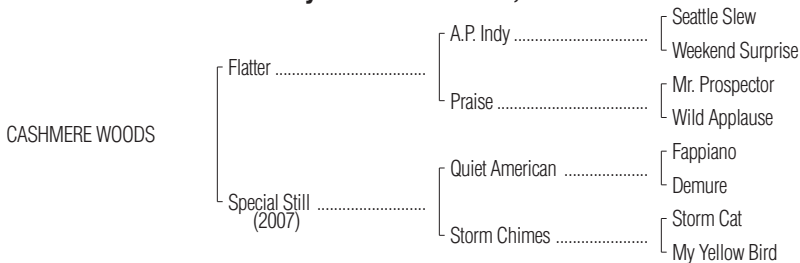 Seattle Slew
A.P. Indy ................................
Weekend Surprise
Flatter ....................................
Mr. Prospector
Praise ....................................
Wild Applause
CASHMERE WOODS
Fappiano
Quiet American ....................
Demure
Special Still ..........................
(2007)
Storm Cat
Storm Chimes ......................
My Yellow Bird